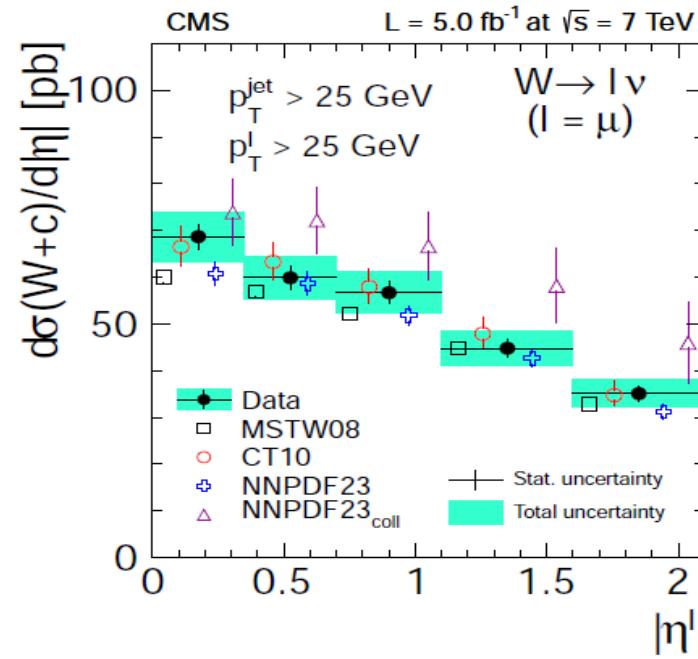 CMS L = 5.0 fb⁻¹ at √s = 7 TeV
dσ(W+c)/d|η| [pb]
100
50
0
p_T^jet > 25 GeV
p_T^l > 25 GeV
W → l ν
(l = μ)
Data
MSTW08
CT10
NNPDF23
NNPDF23_coll
Stat. uncertainty
Total uncertainty
0 0.5 1 1.5 2
|η^l